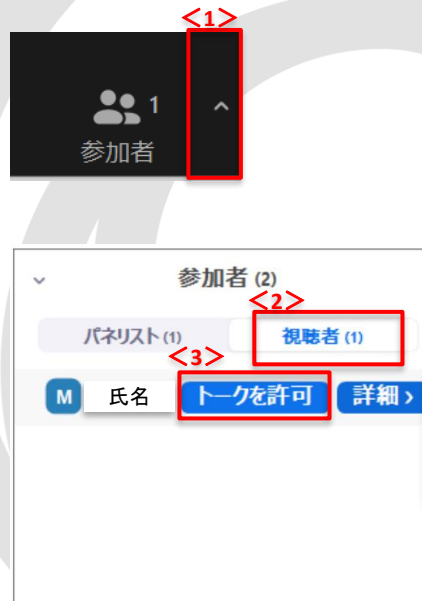 <1>
1
参加者
参加者 (2)
<2>
パネリスト (1) 視聴者 (1)
<3>
M 氏名 トークを許可 詳細 ›